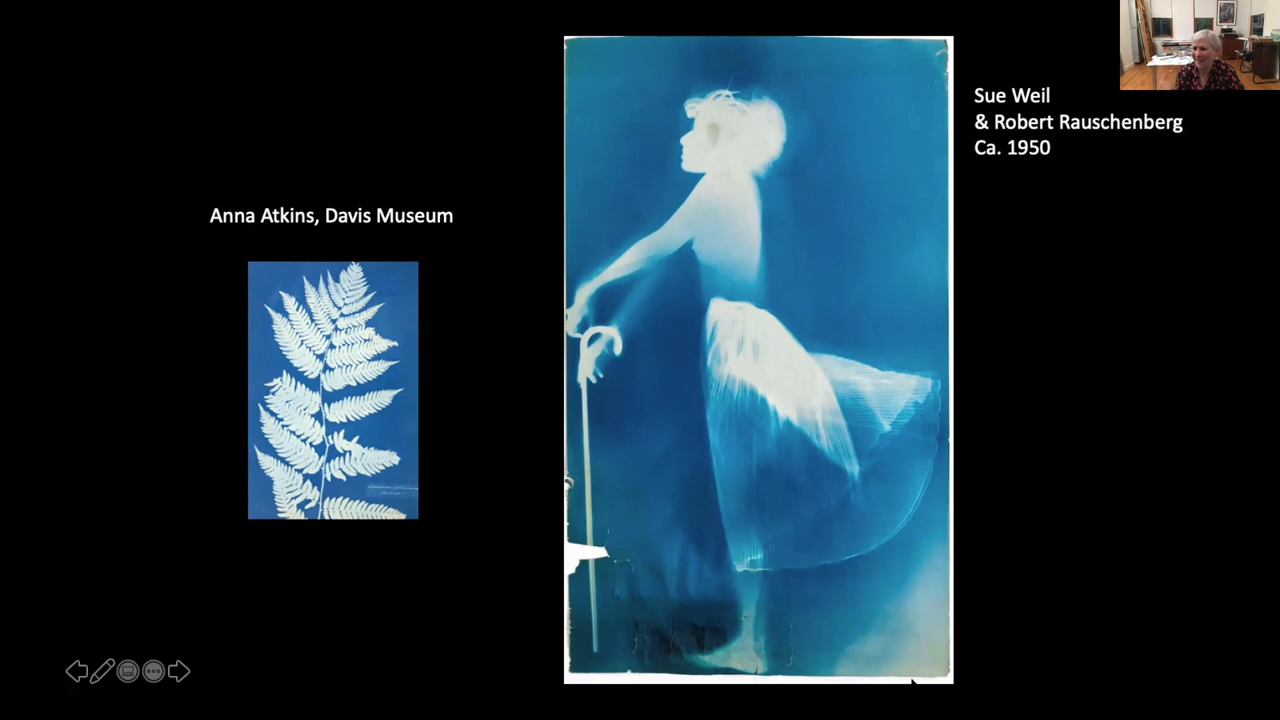 Sue Weil
& Robert Rauschenberg
Ca. 1950
Anna Atkins, Davis Museum